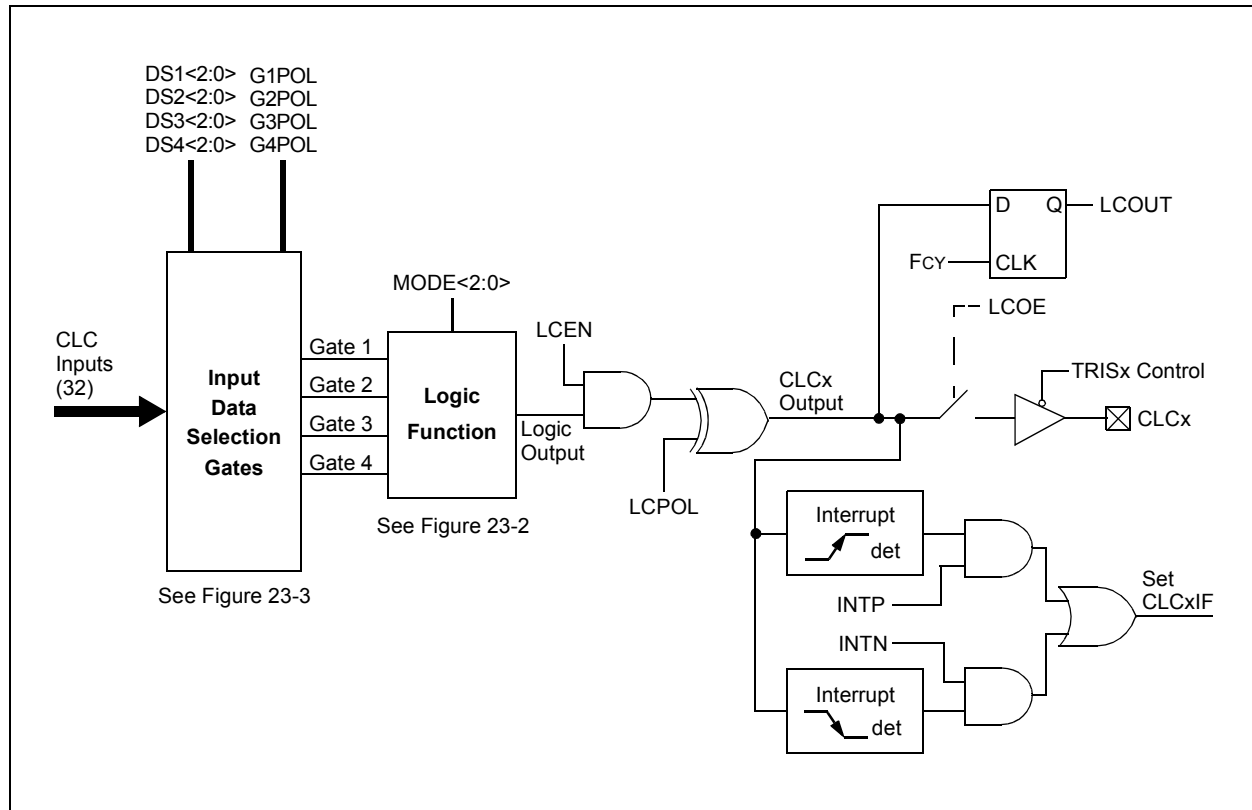 DS1<2:0> G1POL
DS2<2:0> G2POL
DS3<2:0> G3POL
DS4<2:0> G4POL
D Q
LCOUT
FCY
CLK
MODE<2:0>
LCOE
CLC
Inputs
(32)
LCEN
Gate 1
Gate 2
Gate 3
Gate 4
Input
Data
Selection
Gates
Logic
Function
Logic
Output
CLCx
Output
TRISx Control
CLCx
LCPOL
See Figure 23-2
See Figure 23-3
Interrupt
det
INTP
INTN
Set
CLCxIF
Interrupt
det